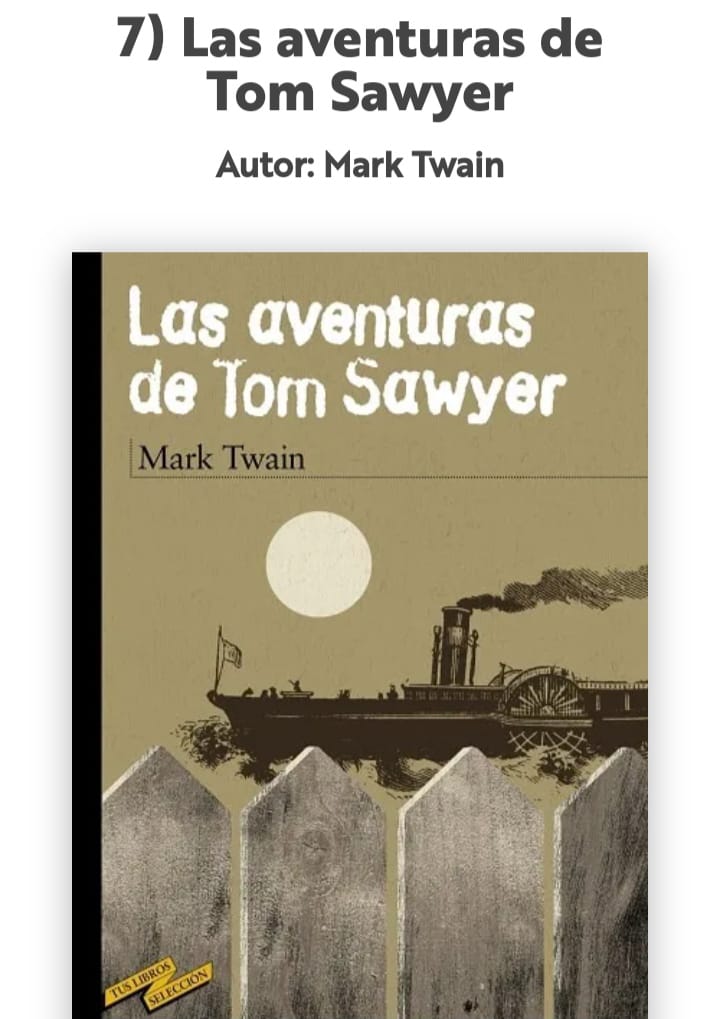 7) Las aventuras de
Tom Sawyer
Autor: Mark Twain
Las aventuras
de Tom Sawyer
Mark Twain
TUS LIBROS
SELECCIÓN